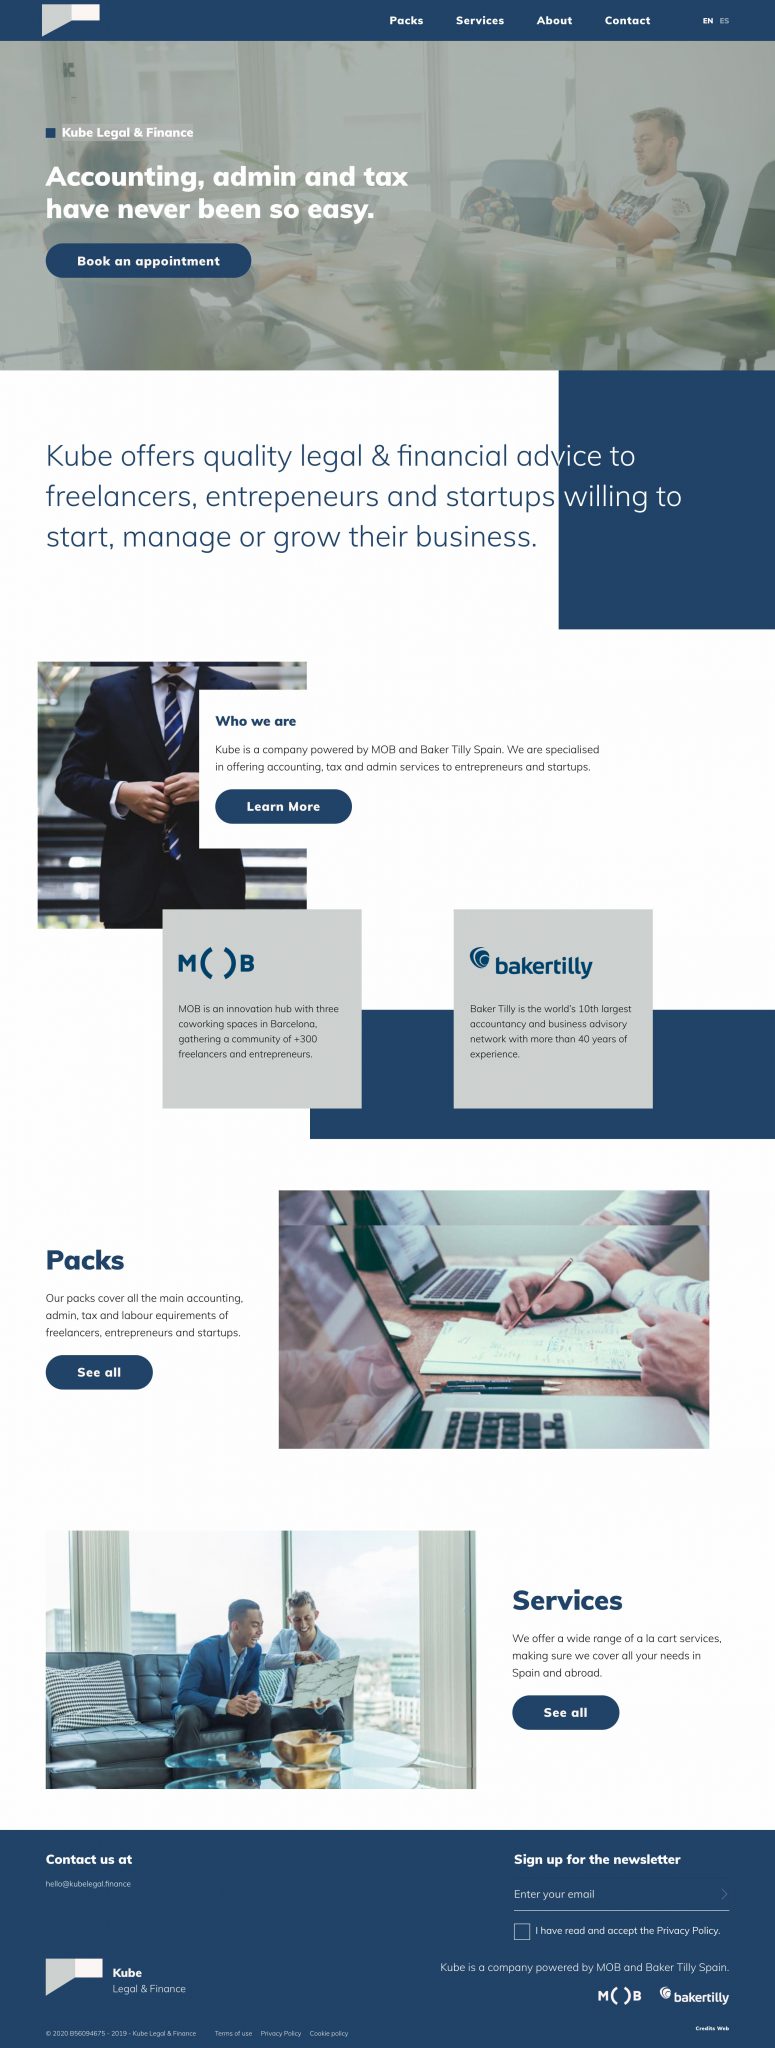 Packs Services About Contact EN ES
Kube Legal & Finance
Accounting, admin and tax
have never been so easy.
Book an appointment
Kube offers quality legal & financial advice to
freelancers, entrepeneurs and startups willing to
start, manage or grow their business.
Who we are
Kube is a company powered by MOB and Baker Tilly Spain. We are specialised
in offering accounting, tax and admin services to entrepreneurs and startups.
Learn More
M( )B
MOB is an innovation hub with three
coworking spaces in Barcelona,
gathering a community of +300
freelancers and entrepreneurs.
bakertilly
Baker Tilly is the world's 10th largest
accountancy and business advisory
network with more than 40 years of
experience.
Packs
Our packs cover all the main accounting,
admin, tax and labour equirements of
freelancers, entrepreneurs and startups.
See all
Services
We offer a wide range of a la cart services,
making sure we cover all your needs in
Spain and abroad.
See all
Contact us at
hello@kubelegal.finance
Sign up for the newsletter
Enter your email
I have read and accept the Privacy Policy.
Kube
Legal & Finance
Kube is a company powered by MOB and Baker Tilly Spain.
M( )B bakertilly
© 2020 B56094675 - 2019 - Kube Legal & Finance Terms of use Privacy Policy Cookie policy
Credits Web